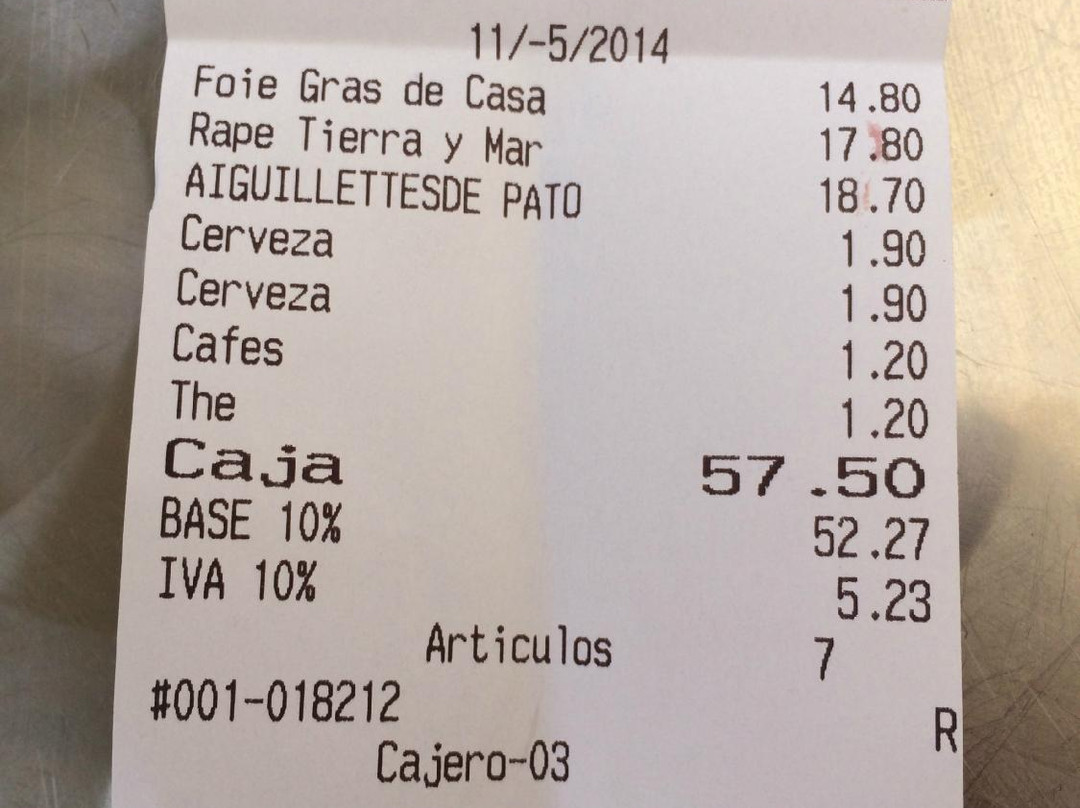 11/-5/2014
Foie Gras de Casa 14.80
Rape Tierra y Mar 17.80
AIGUILLETTESDE PATO 18.70
Cerveza 1.90
Cerveza 1.90
Cafes 1.20
The 1.20
Caja 57.50
BASE 10% 52.27
IVA 10% 5.23
Articulos 7
#001-018212
R
Cajero-03